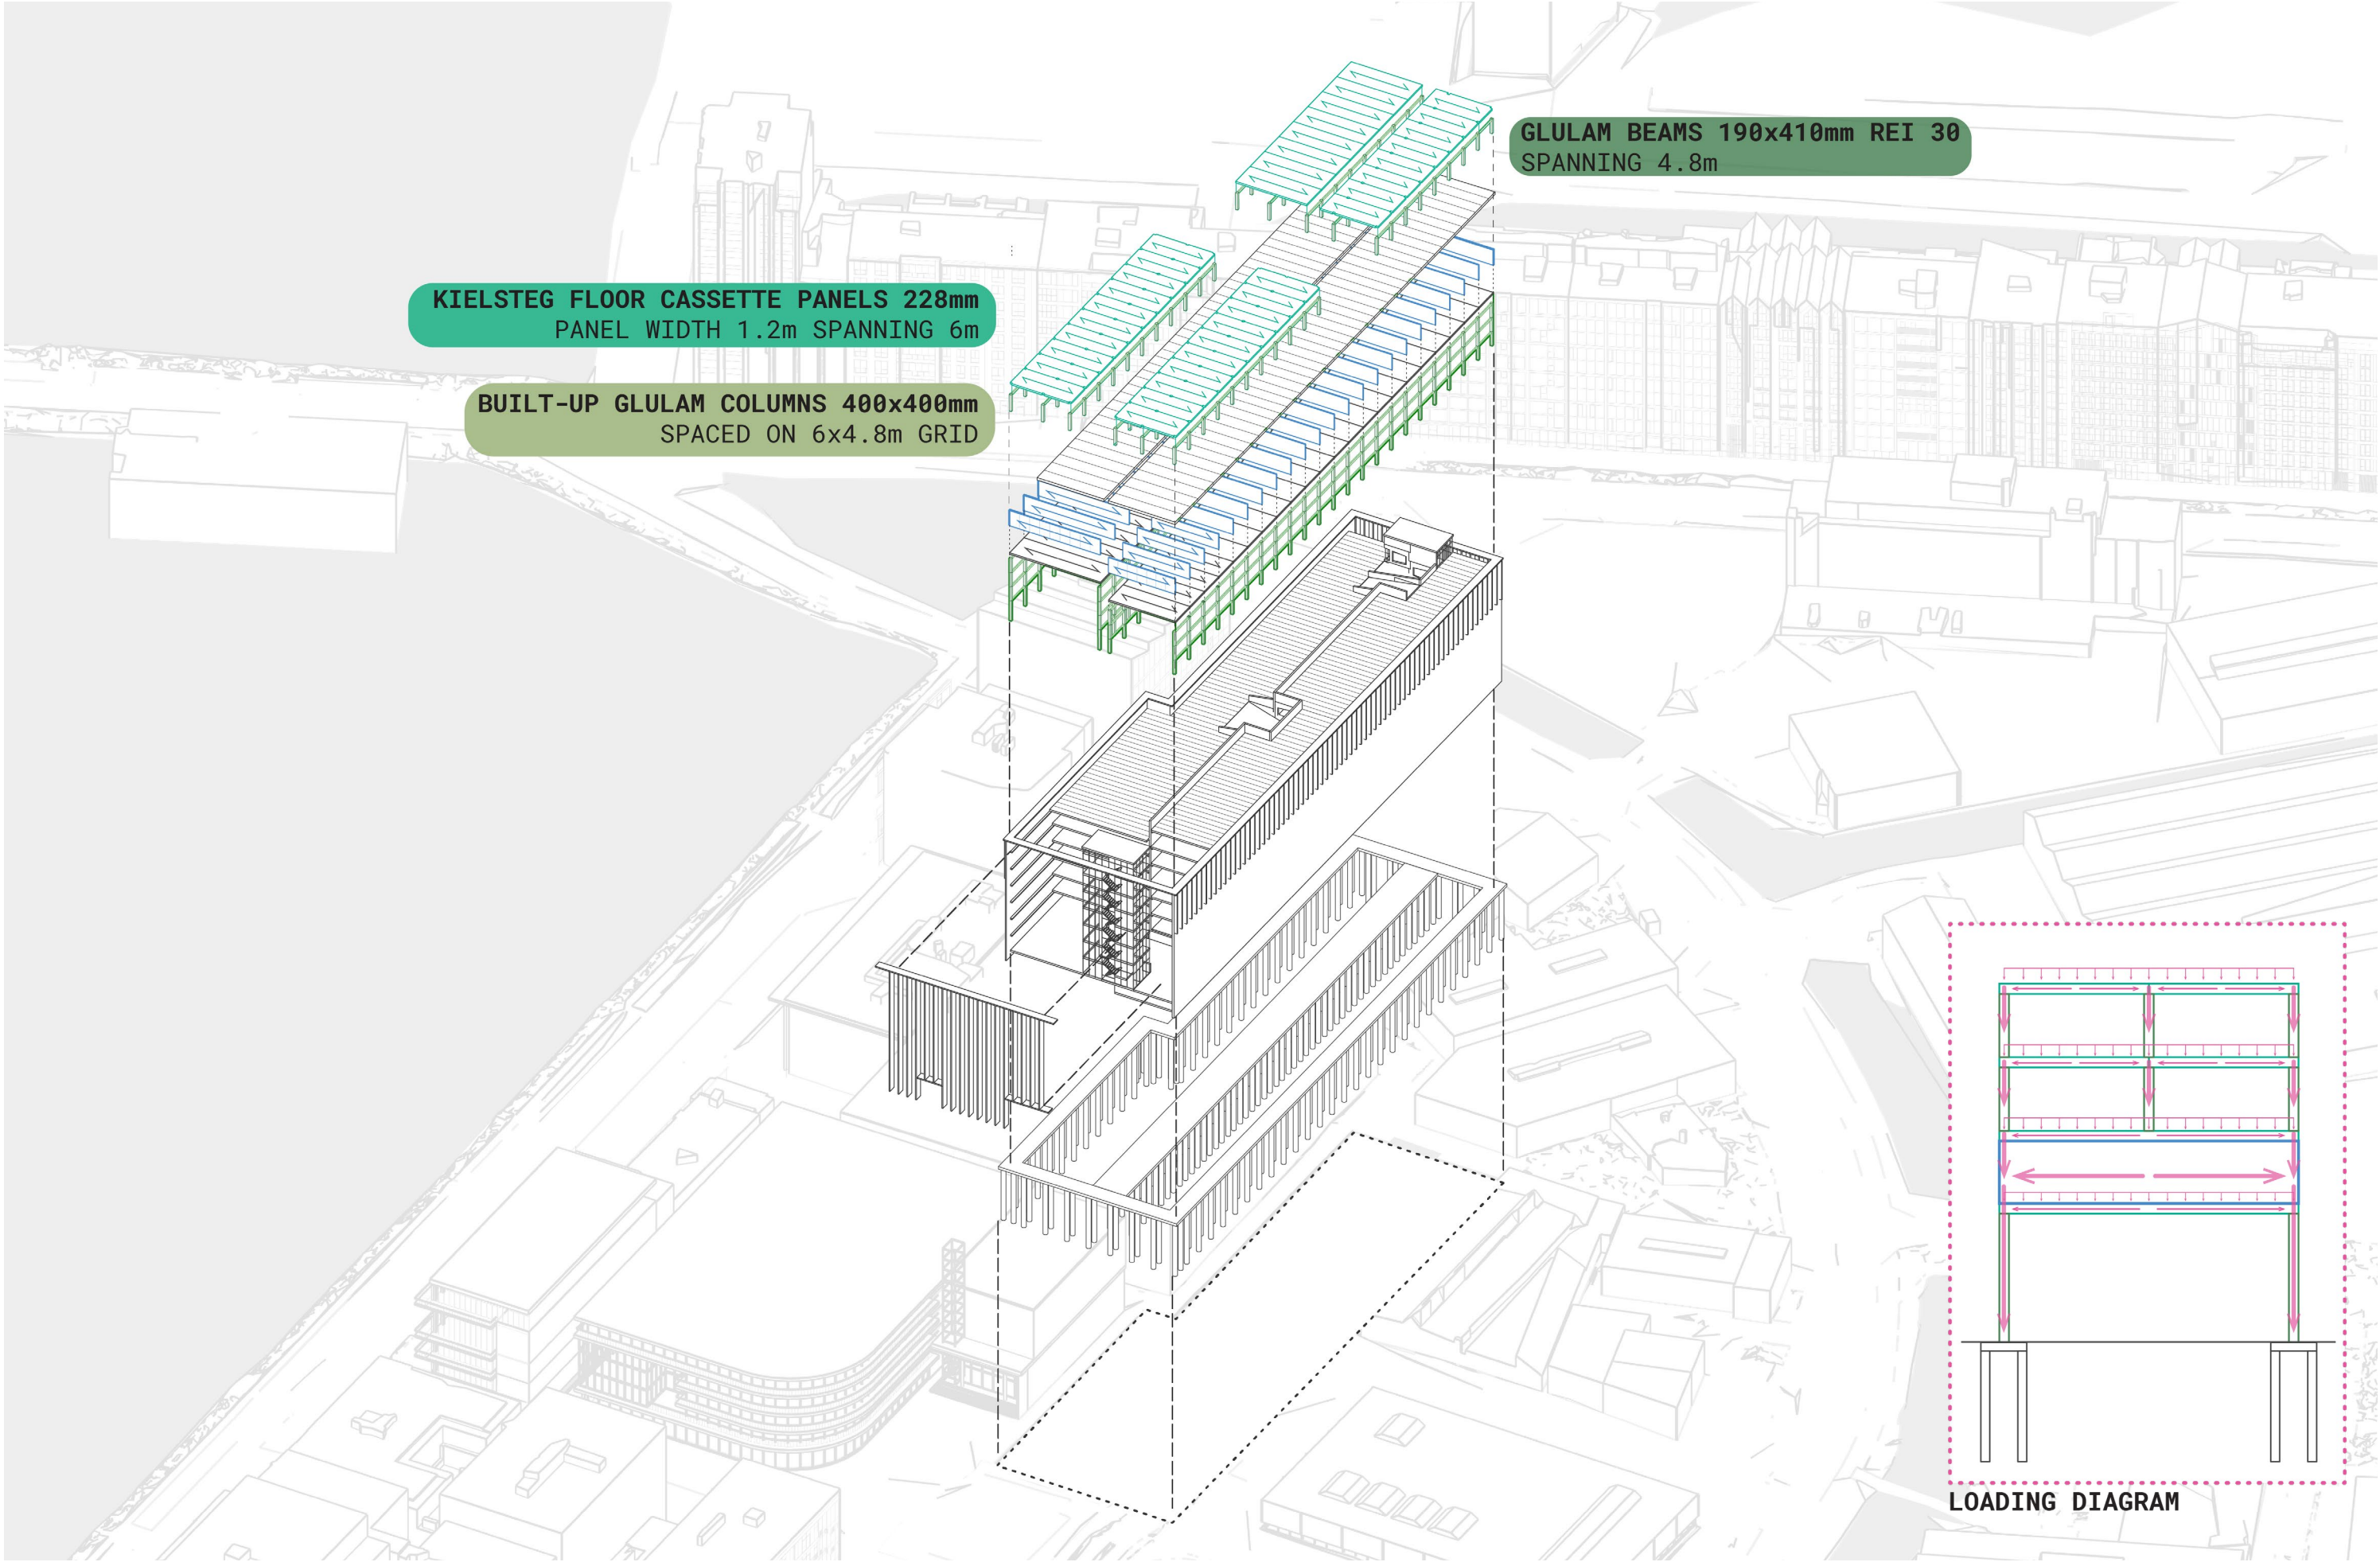 GLULAM BEAMS 190x410mm REI 30
SPANNING 4.8m
KIELSTEG FLOOR CASSETTE PANELS 228mm
PANEL WIDTH 1.2m SPANNING 6m
BUILT-UP GLULAM COLUMNS 400x400mm
SPACED ON 6x4.8m GRID
LOADING DIAGRAM